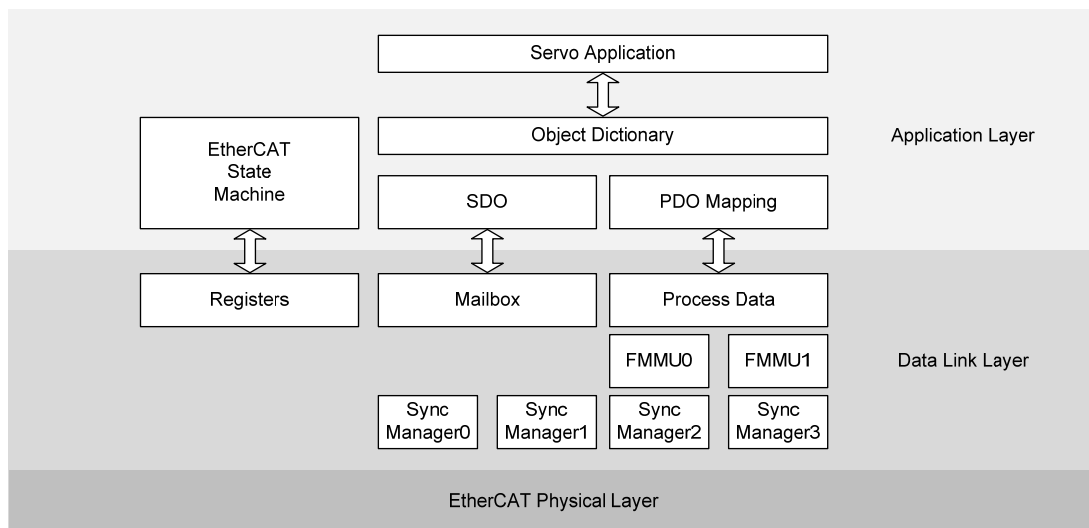 Servo Application
EtherCAT
State
Machine
Object Dictionary
Application Layer
SDO
PDO Mapping
Registers
Mailbox
Process Data
FMMU0
FMMU1
Data Link Layer
Sync
Manager0
Sync
Manager1
Sync
Manager2
Sync
Manager3
EtherCAT Physical Layer